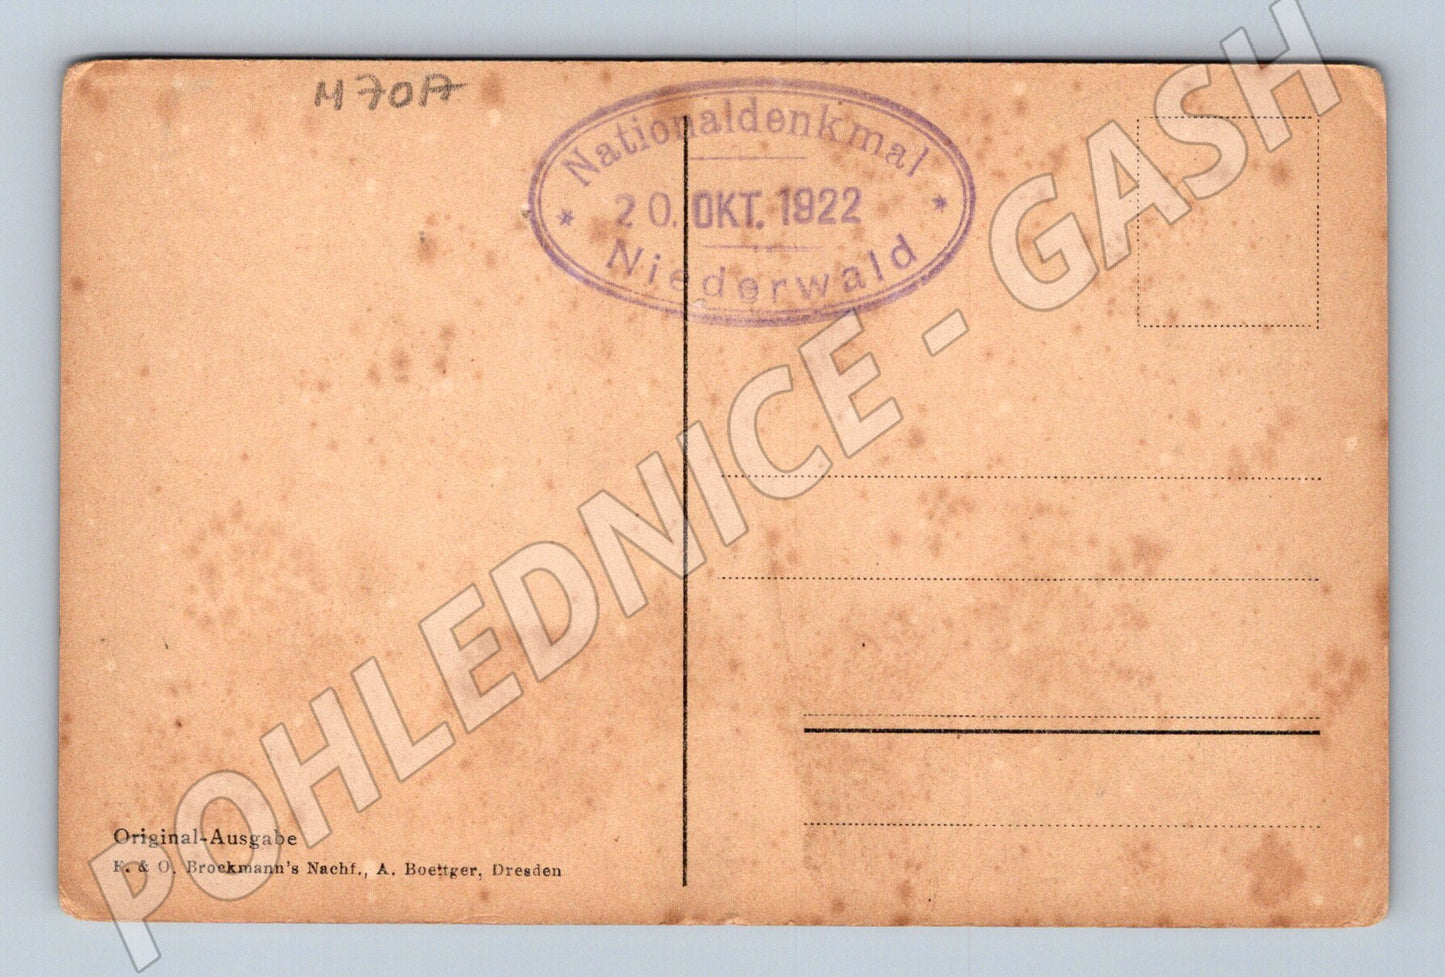 M70A
Nationaldenkmal
* 20. OKT. 1922 *
Niederwald
POHLEDNICE - GASH
Original-Ausgabe
F. & O. Brockmann's Nachf., A. Boettger, Dresden